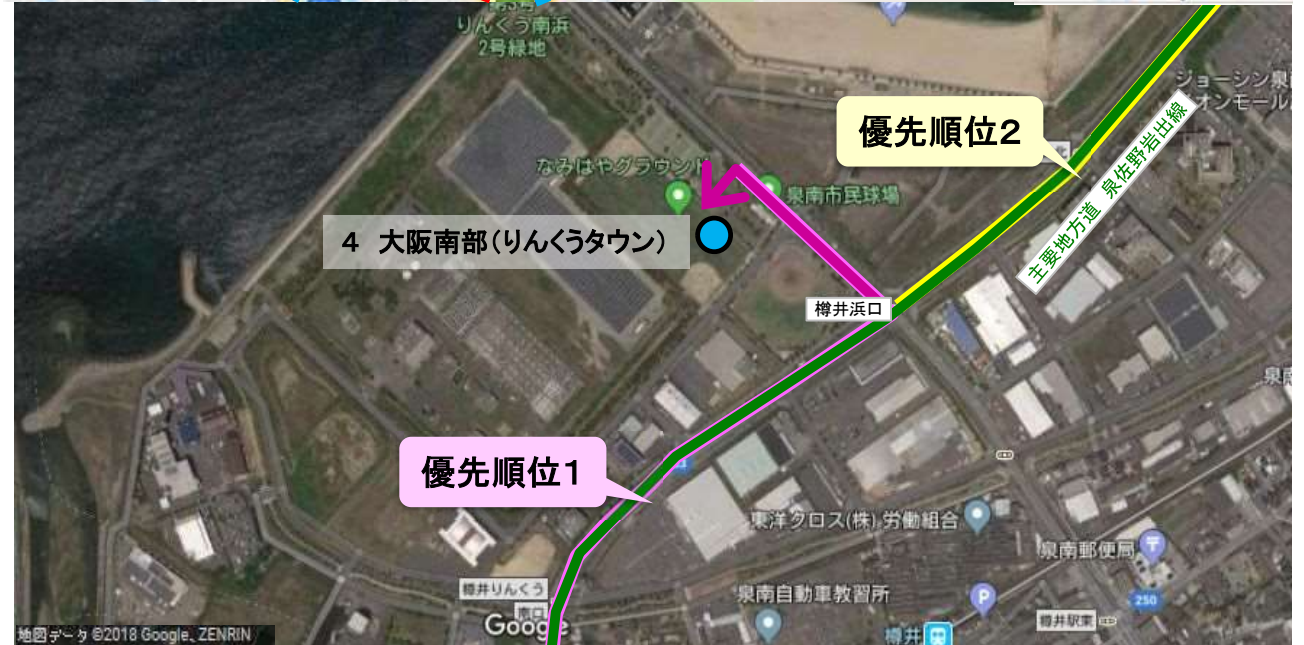 りんくう南浜
2号緑地
ジョーシン泉
オンモール
優先順位2
主要地方道 泉佐野岩出線
なみはやグラウンド
泉南市民球場
4 大阪南部(りんくうタウン)
樽井浜口
泉南
優先順位1
東洋クロス(株) 労働組合
泉南郵便局
樽井りんくう
南口
泉南自動車教習所
P
250
樽井駅東
樽井
Google
地図データ ©2018 Google、ZENRIN